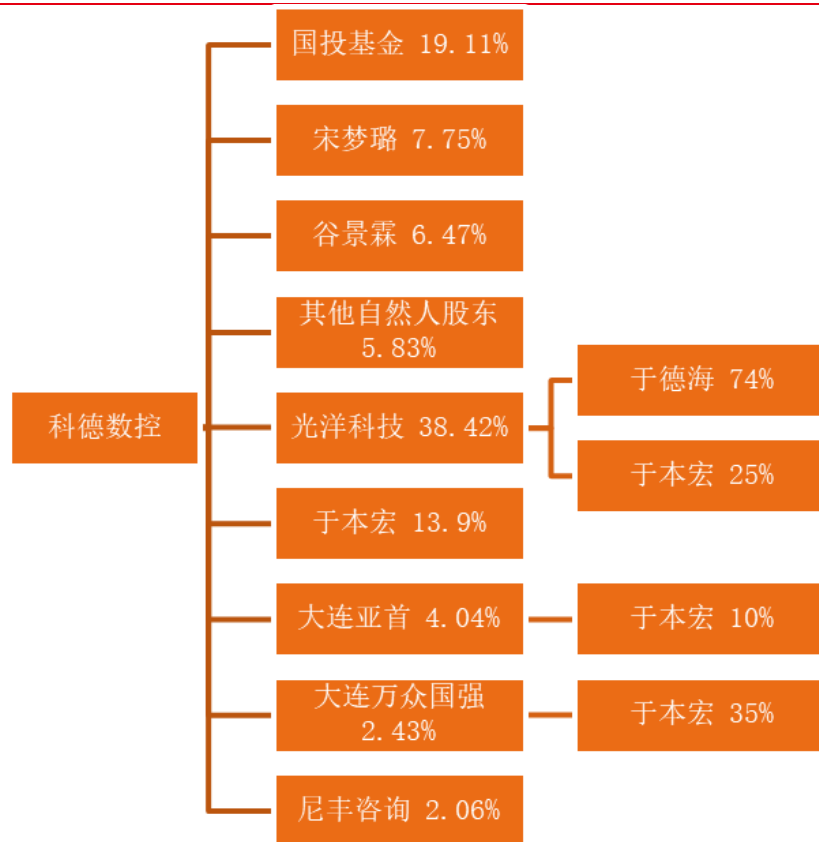 国投基金 19.11%
宋梦璐 7.75%
谷景霖 6.47%
其他自然人股东
5.83%
科德数控
光洋科技 38.42%
于德海 74%
于本宏 25%
于本宏 13.9%
大连亚首 4.04%
于本宏 10%
大连万众国强
2.43%
于本宏 35%
尼丰咨询 2.06%